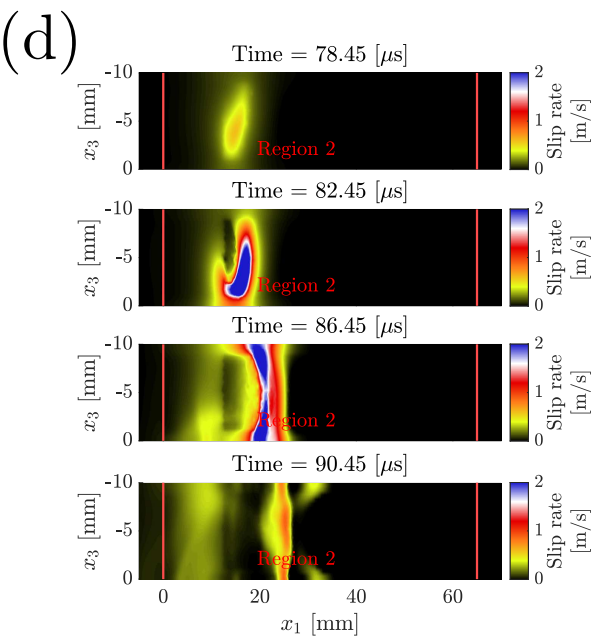 (d)
Time = 78.45 [μs]
-10
-5
0
x3 [mm]
Region 2
2
1
0
Slip rate
[m/s]
Time = 82.45 [μs]
-10
-5
0
x3 [mm]
Region 2
2
1
0
Slip rate
[m/s]
Time = 86.45 [μs]
-10
-5
0
x3 [mm]
Region 2
2
1
0
Slip rate
[m/s]
Time = 90.45 [μs]
-10
-5
0
x3 [mm]
Region 2
2
1
0
Slip rate
[m/s]
0 20 40 60
x1 [mm]